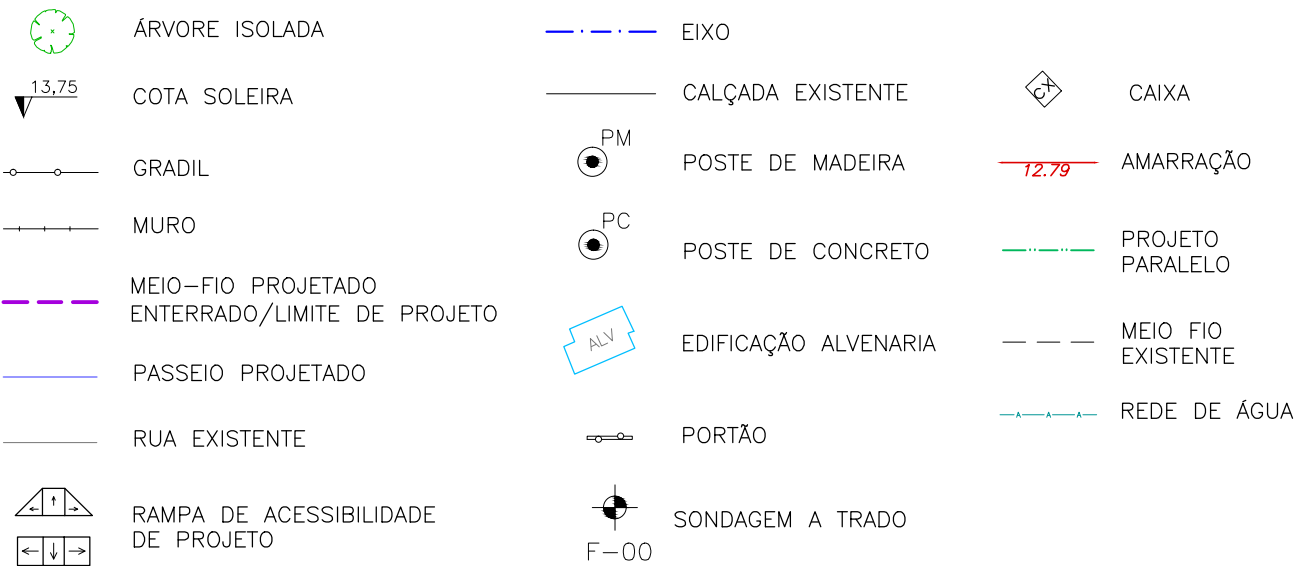 ÁRVORE ISOLADA
13,75
COTA SOLEIRA
GRADIL
MURO
MEIO-FIO PROJETADO
ENTERRADO/LIMITE DE PROJETO
PASSEIO PROJETADO
RUA EXISTENTE
RAMPA DE ACESSIBILIDADE
DE PROJETO
EIXO
CALÇADA EXISTENTE
PM
POSTE DE MADEIRA
PC
POSTE DE CONCRETO
ALV
EDIFICAÇÃO ALVENARIA
PORTÃO
SONDAGEM A TRADO
F-00
CX
CAIXA
12.79
AMARRAÇÃO
PROJETO
PARALELO
MEIO FIO
EXISTENTE
A A A
REDE DE ÁGUA